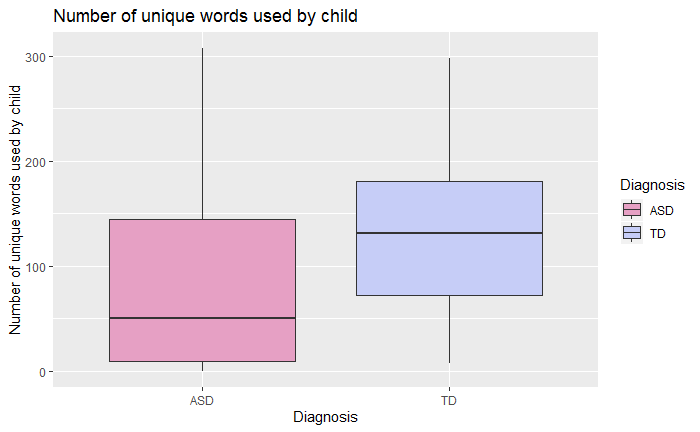 Number of unique words used by child
Number of unique words used by child
300
200
100
0
ASD
TD
Diagnosis
Diagnosis
ASD
TD